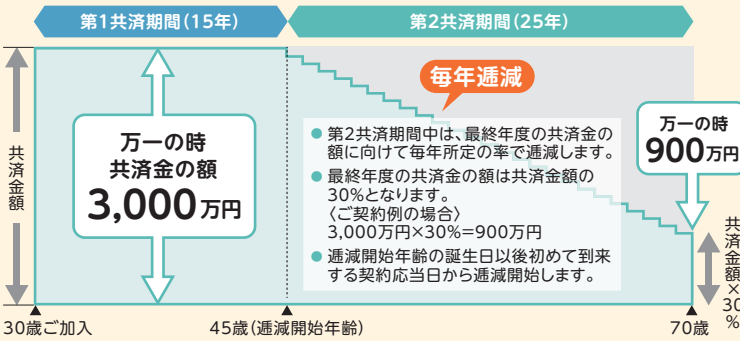 第1共済期間(15年)
第2共済期間(25年)
毎年逓減
共済金額
万一の時
共済金の額
3,000万円
● 第2共済期間中は、最終年度の共済金の
額に向けて毎年所定の率で逓減します。
● 最終年度の共済金の額は共済金額の
30%となります。
〈ご契約例の場合〉
3,000万円×30%=900万円
● 逓減開始年齢の誕生日以後初めて到来
する契約応当日から逓減開始します。
万一の時
900万円
共済金額×30%
30歳ご加入
45歳(逓減開始年齢)
70歳